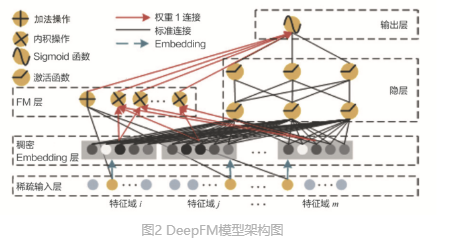 加法操作
权重 1 连接
输出层
内积操作
标准连接
Sigmoid 函数
Embedding
激活函数
FM 层
隐层
稠密
Embedding 层
稀疏输入层
特征域 i
特征域 j
特征域 m
图2 DeepFM模型架构图